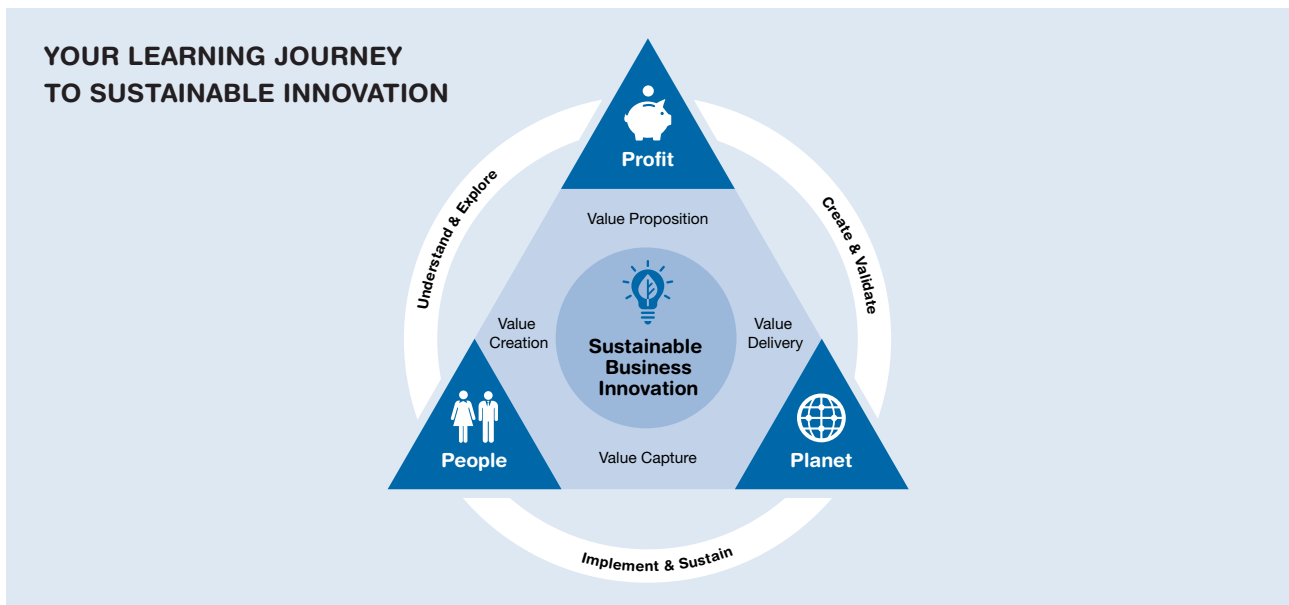 YOUR LEARNING JOURNEY
TO SUSTAINABLE INNOVATION
Profit
Understand & Explore
Create & Validate
Value Proposition
Value
Creation
Sustainable
Business
Innovation
Value
Delivery
People
Value Capture
Planet
Implement & Sustain